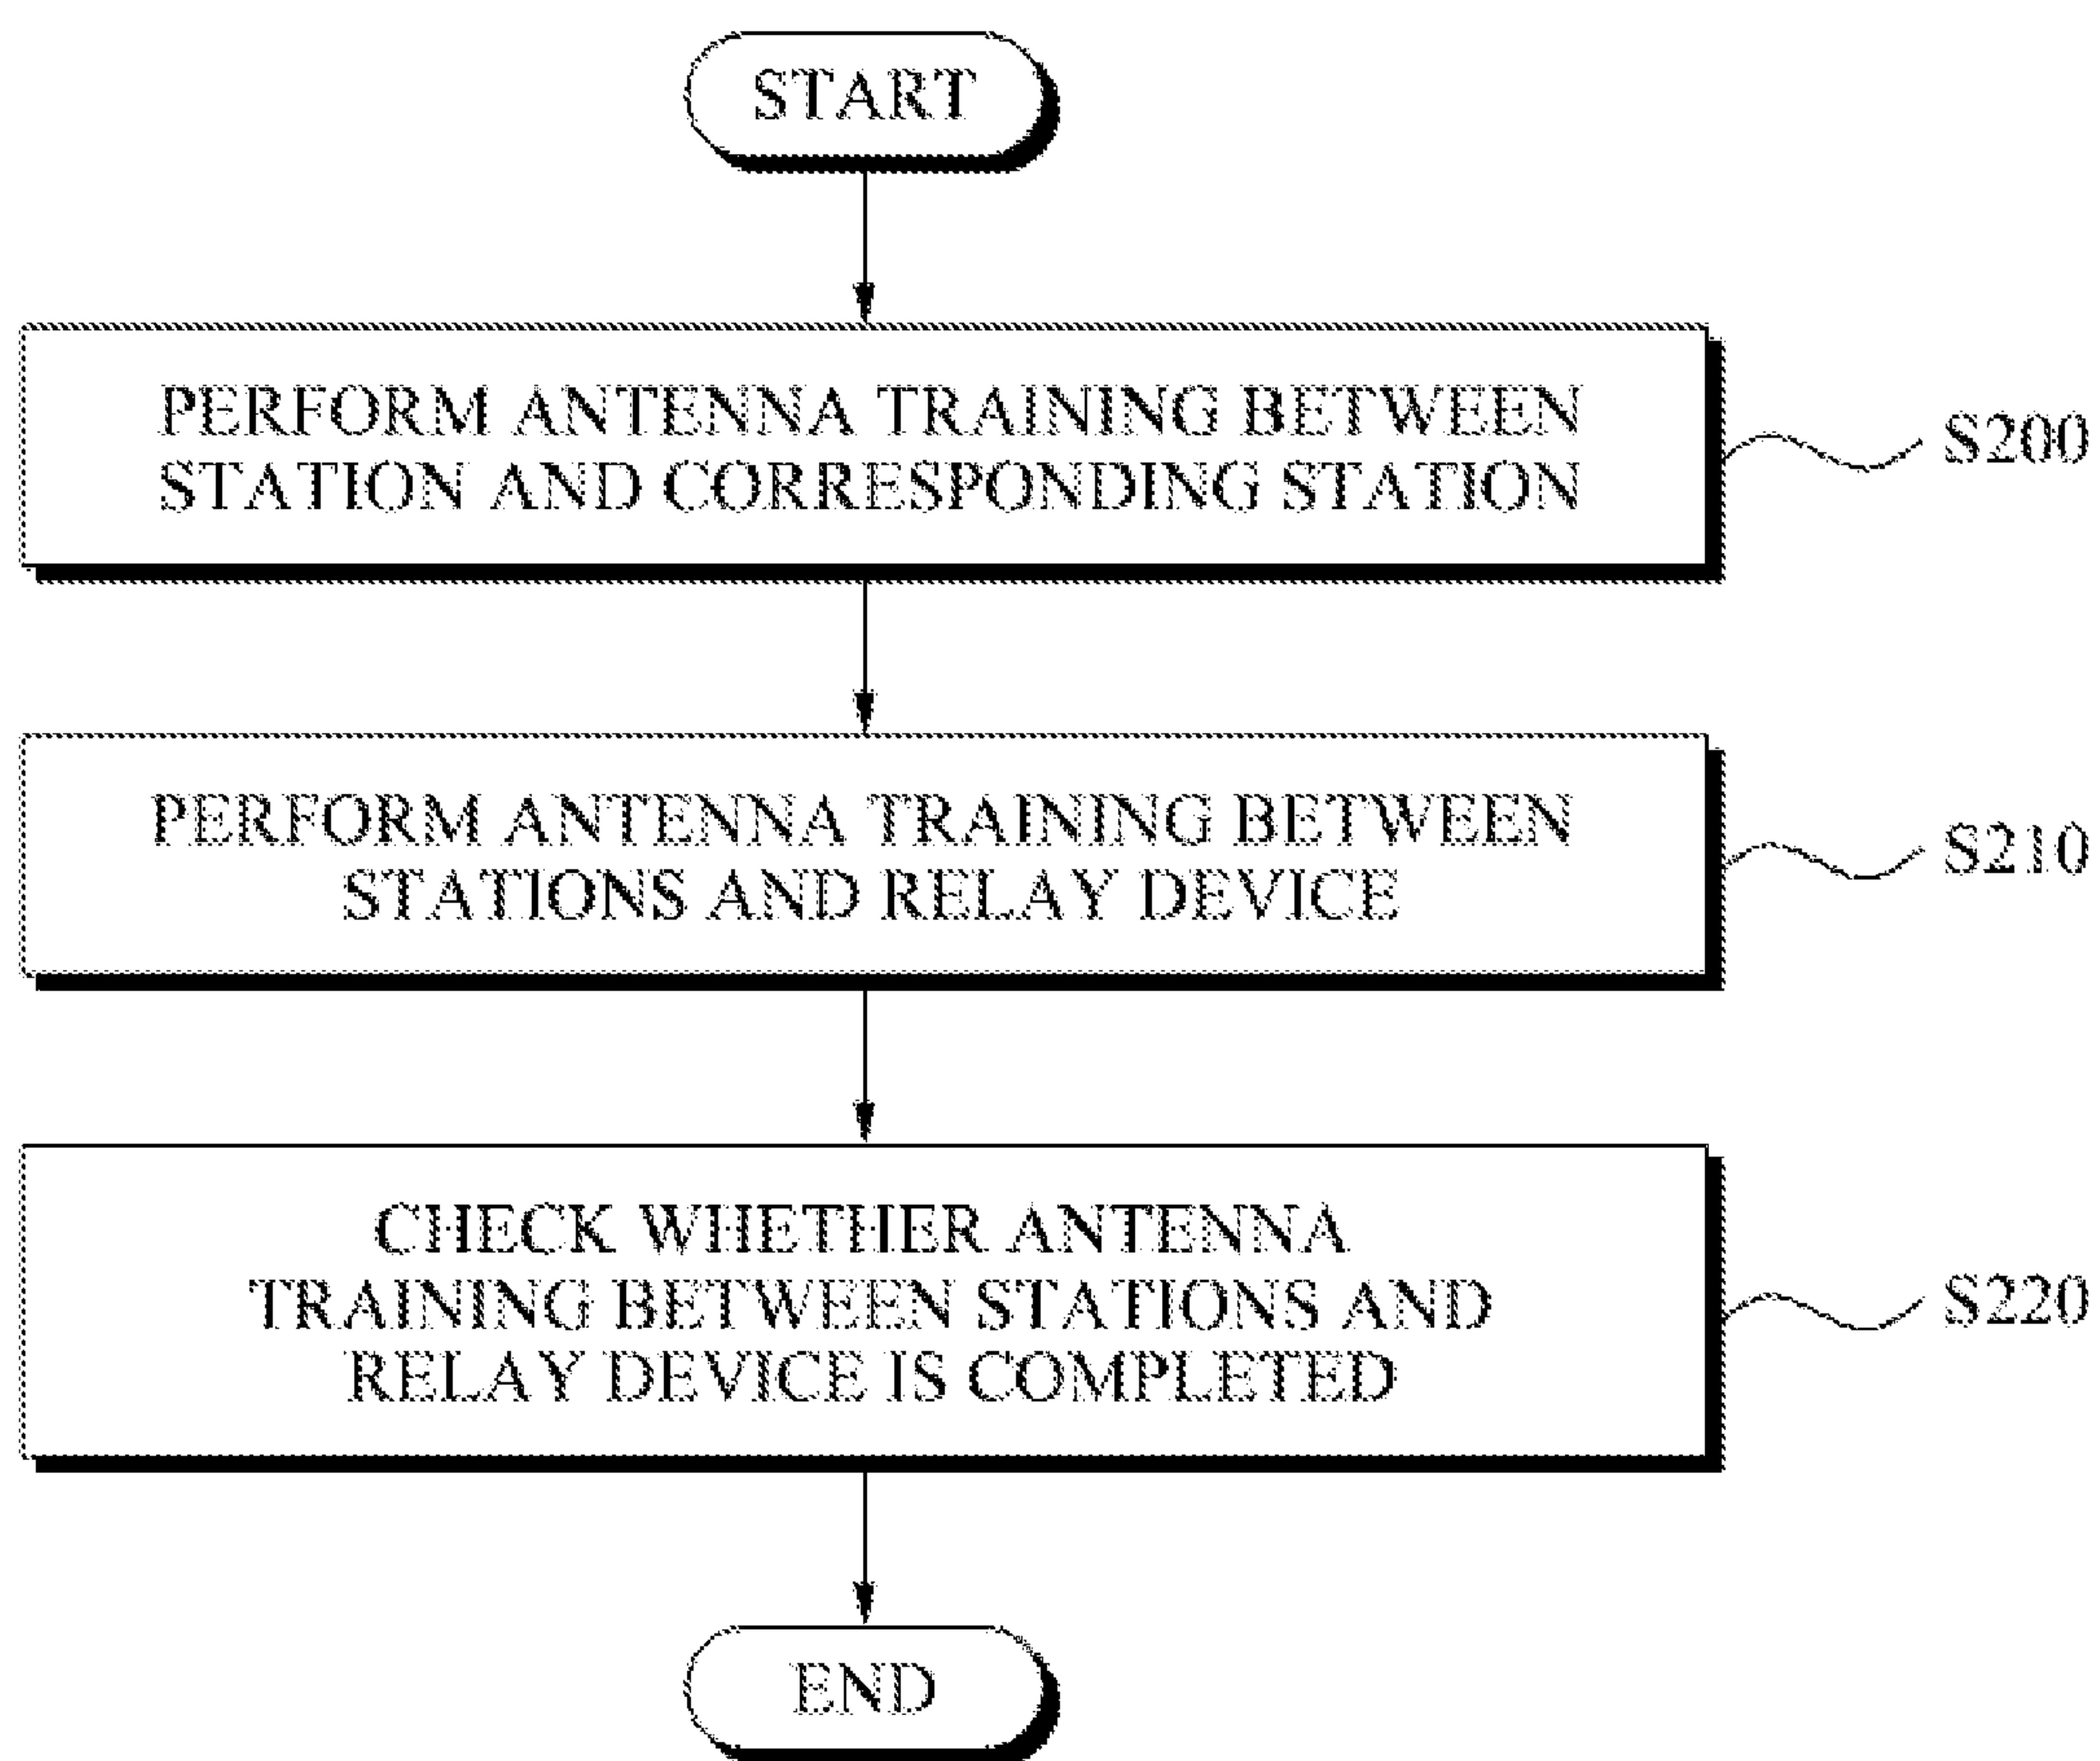 START
PERFORM ANTENNA TRAINING BETWEEN
STATION AND CORRESPONDING STATION
S200
PERFORM ANTENNA TRAINING BETWEEN
STATIONS AND RELAY DEVICE
S210
CHECK WHETHER ANTENNA
TRAINING BETWEEN STATIONS AND
RELAY DEVICE IS COMPLETED
S220
END